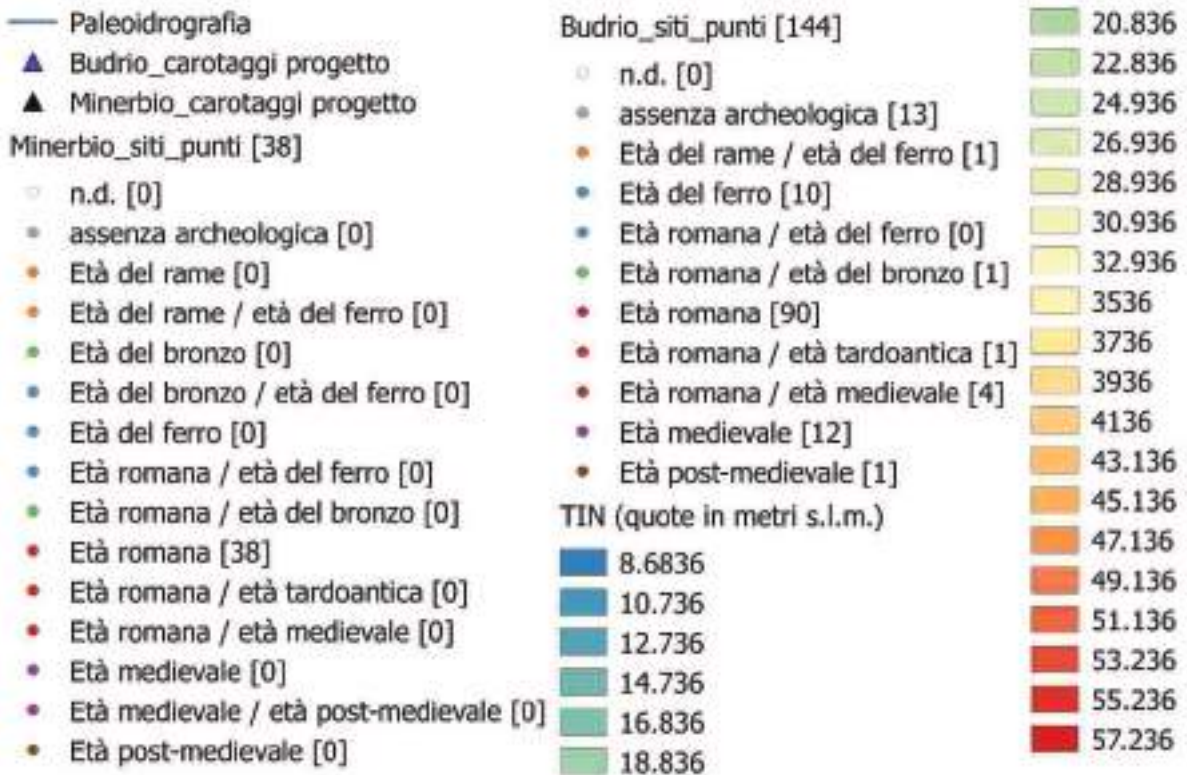 Paleoidrografia
Budrio_carotaggi progetto
Minerbio_carotaggi progetto
Minerbio_siti_punti [38]
n.d. [0]
assenza archeologica [0]
Età del rame [0]
Età del rame / età del ferro [0]
Età del bronzo [0]
Età del bronzo / età del ferro [0]
Età del ferro [0]
Età romana / età del ferro [0]
Età romana / età del bronzo [0]
Età romana [38]
Età romana / età tardoantica [0]
Età romana / età medievale [0]
Età medievale [0]
Età medievale / età post-medievale [0]
Età post-medievale [0]
Budrio_siti_punti [144]
n.d. [0]
assenza archeologica [13]
Età del rame / età del ferro [1]
Età del ferro [10]
Età romana / età del ferro [0]
Età romana / età del bronzo [1]
Età romana [90]
Età romana / età tardoantica [1]
Età romana / età medievale [4]
Età medievale [12]
Età post-medievale [1]
TIN (quote in metri s.l.m.)
8.6836
10.736
12.736
14.736
16.836
18.836
20.836
22.836
24.936
26.936
28.936
30.936
32.936
3536
3736
3936
4136
43.136
45.136
47.136
49.136
51.136
53.236
55.236
57.236